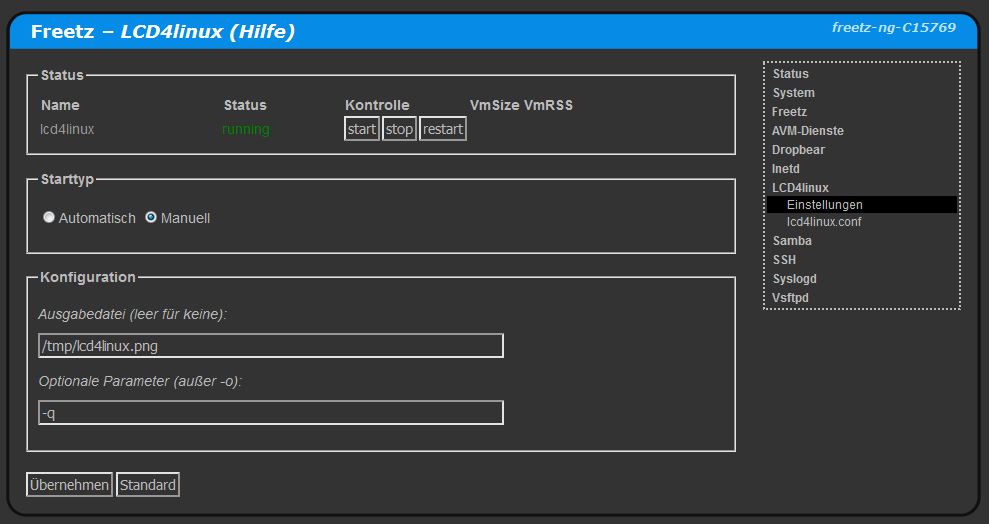 Freetz – LCD4linux (Hilfe)
freetz-ng-C15769
Status
Name Status Kontrolle VmSize VmRSS
lcd4linux running start stop restart
Starttyp
Automatisch Manuell
Konfiguration
Ausgabedatei (leer für keine):
/tmp/lcd4linux.png
Optionale Parameter (außer -o):
-q
Übernehmen Standard
Status
System
Freetz
AVM-Dienste
Dropbear
Inetd
LCD4linux
Einstellungen
lcd4linux.conf
Samba
SSH
Syslogd
Vsftpd